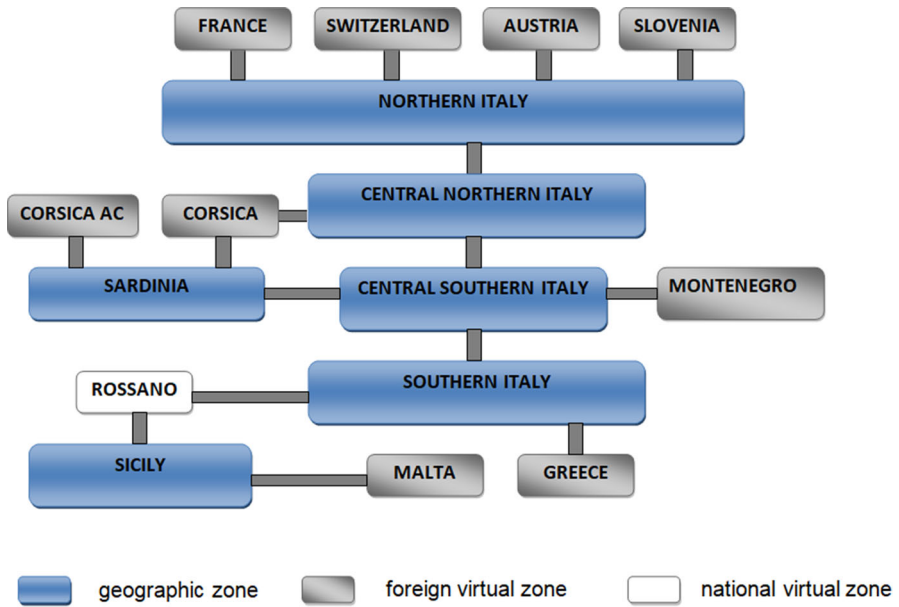 FRANCE
SWITZERLAND
AUSTRIA
SLOVENIA
NORTHERN ITALY
CENTRAL NORTHERN ITALY
CORSICA AC
CORSICA
SARDINIA
CENTRAL SOUTHERN ITALY
MONTENEGRO
SOUTHERN ITALY
ROSSANO
SICILY
MALTA
GREECE
geographic zone
foreign virtual zone
national virtual zone